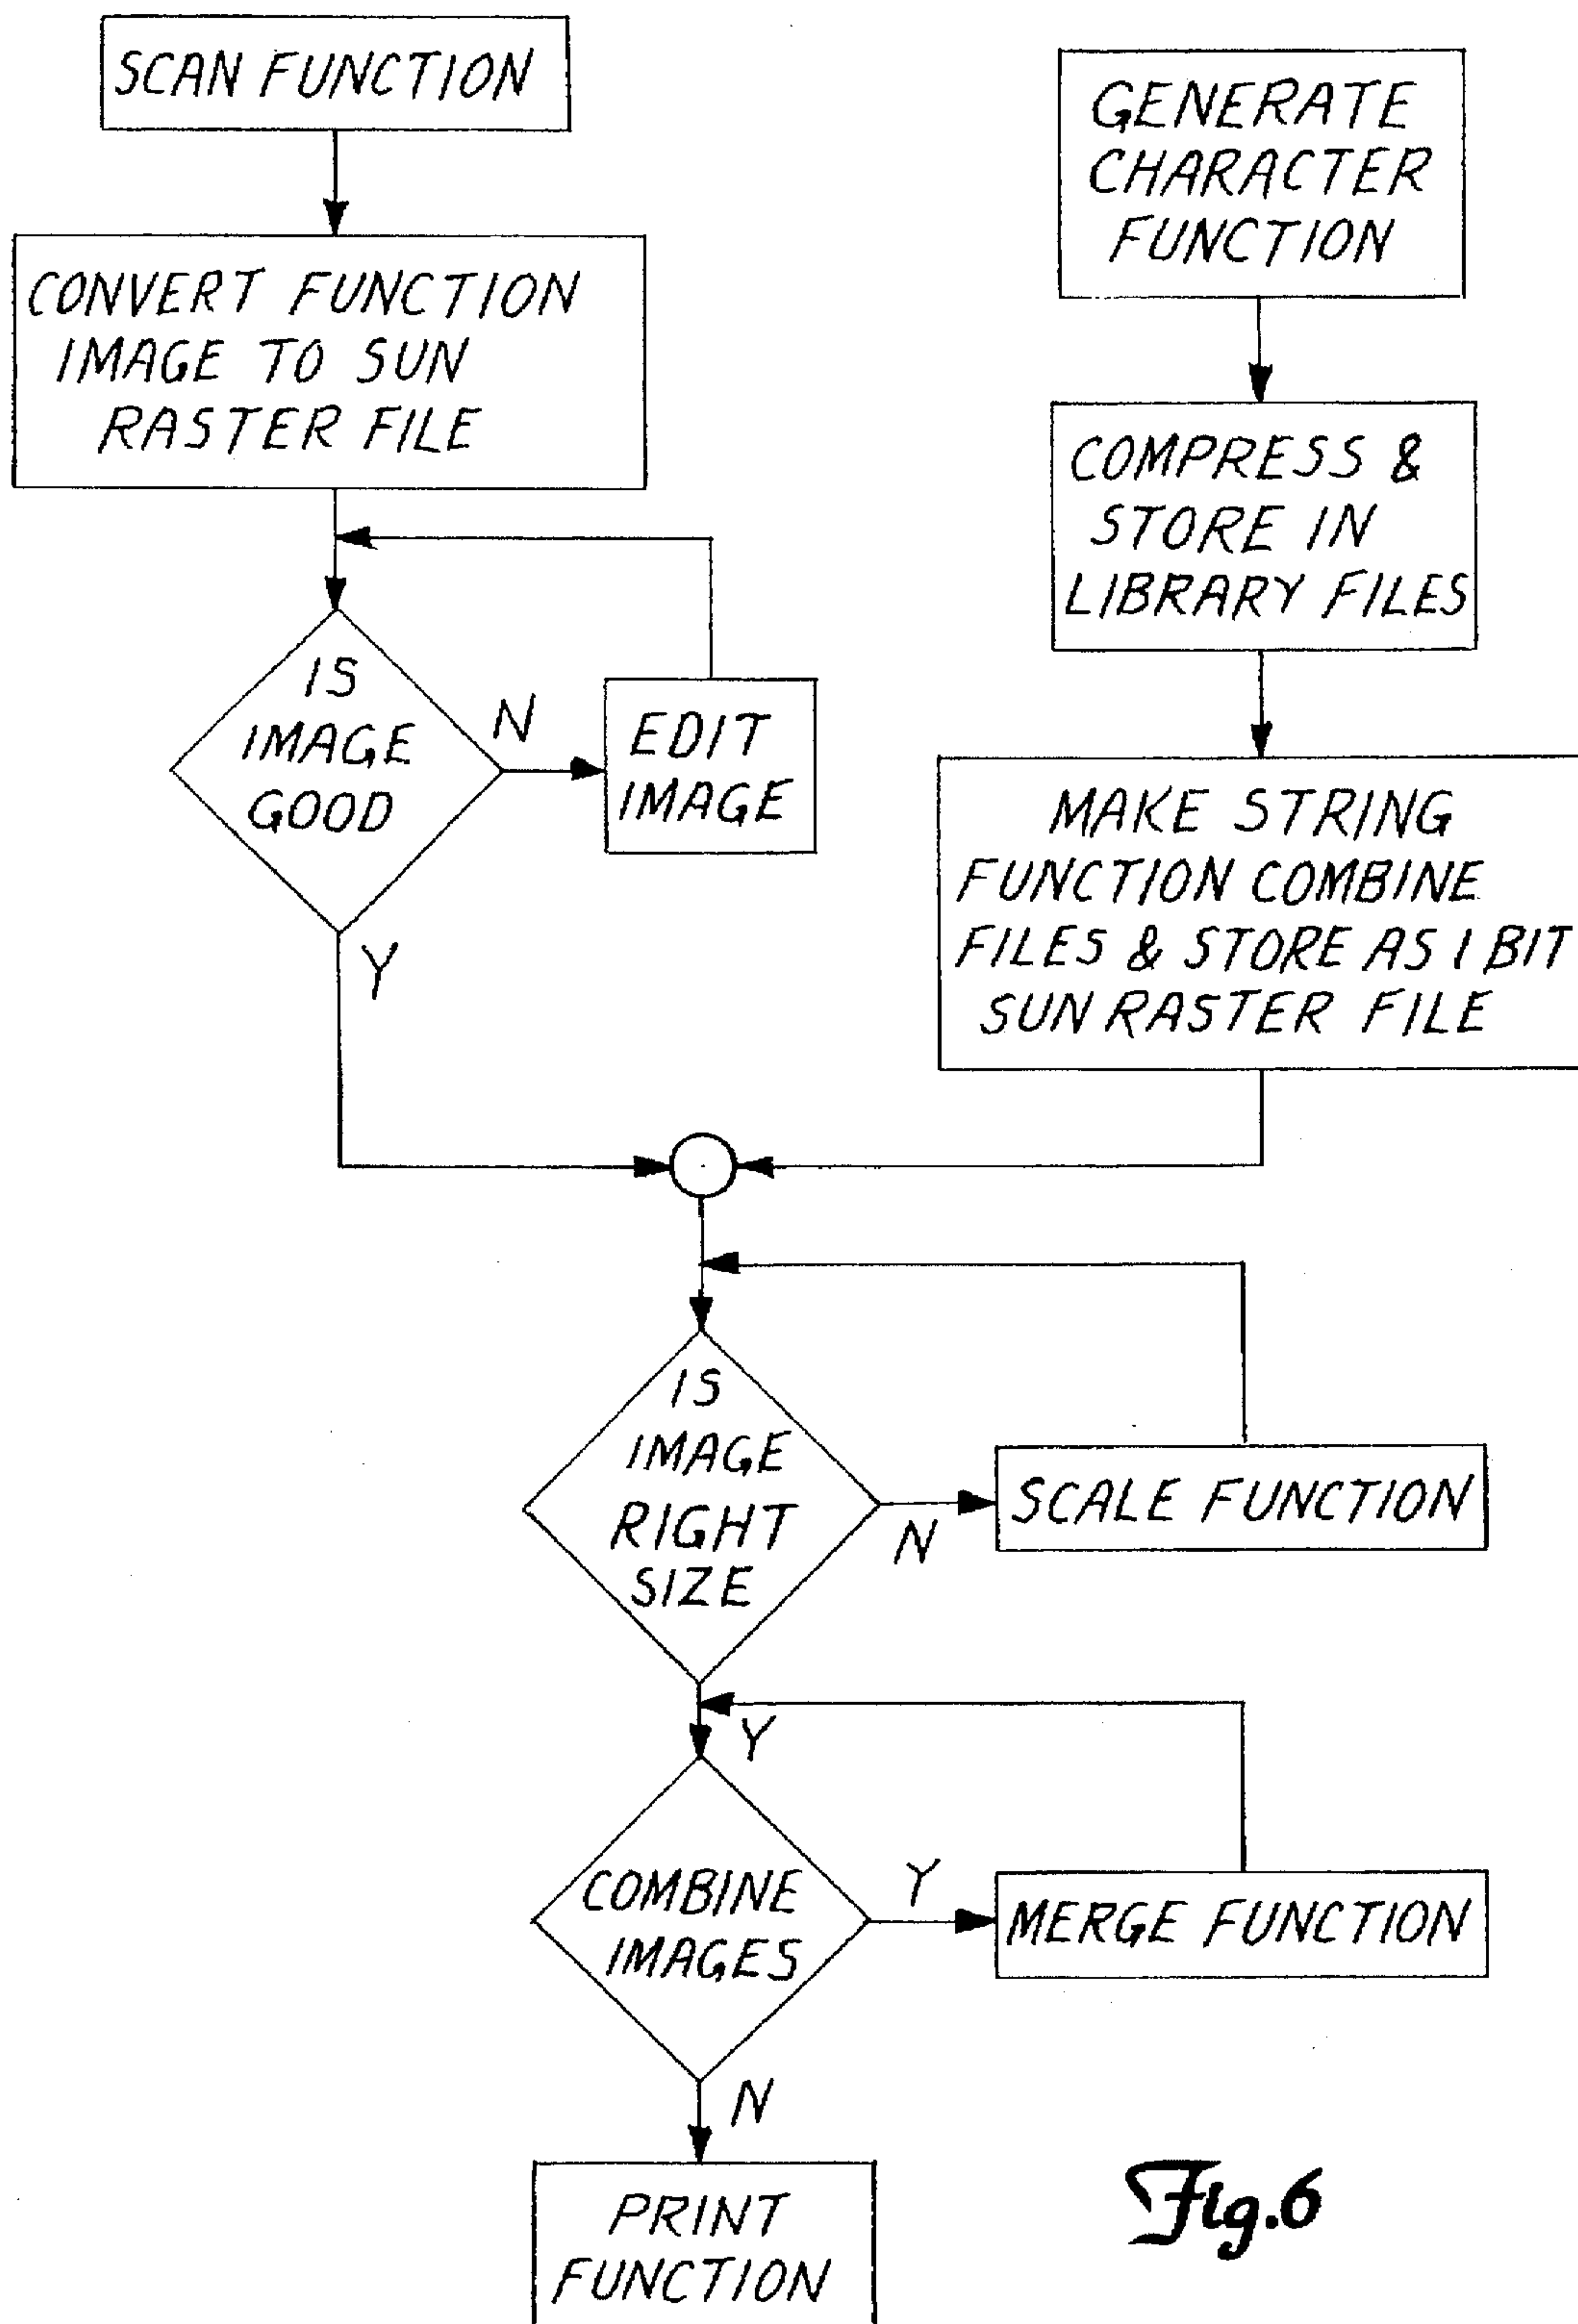 SCAN FUNCTION
CONVERT FUNCTION
IMAGE TO SUN
RASTER FILE
IS
IMAGE
GOOD
N
EDIT
IMAGE
Y
GENERATE
CHARACTER
FUNCTION
COMPRESS &
STORE IN
LIBRARY FILES
MAKE STRING
FUNCTION COMBINE
FILES & STORE AS 1 BIT
SUN RASTER FILE
IS
IMAGE
RIGHT
SIZE
N
SCALE FUNCTION
Y
COMBINE
IMAGES
Y
MERGE FUNCTION
N
PRINT
FUNCTION
Fig.6